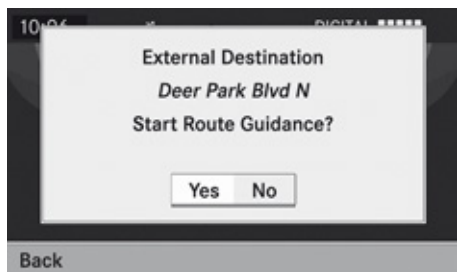 External Destination
Deer Park Blvd N
Start Route Guidance?
Yes No
Back